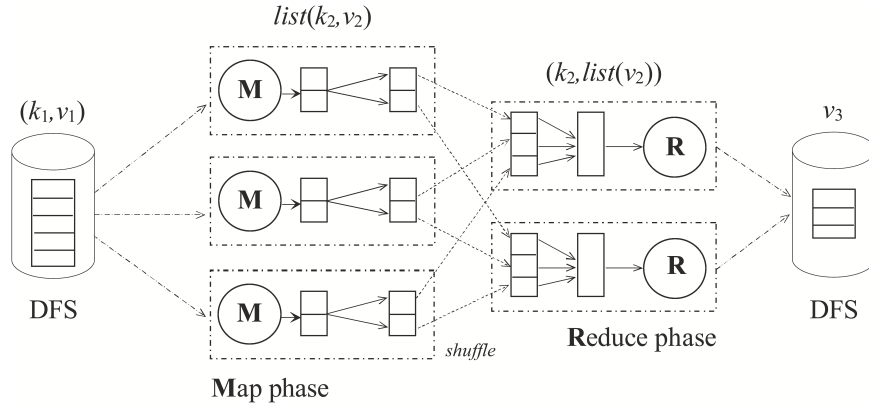 list(k2,v2)
(k1,v1)
(k2,list(v2))
v3
M
M
M
R
R
DFS
DFS
shuffle
Reduce phase
Map phase